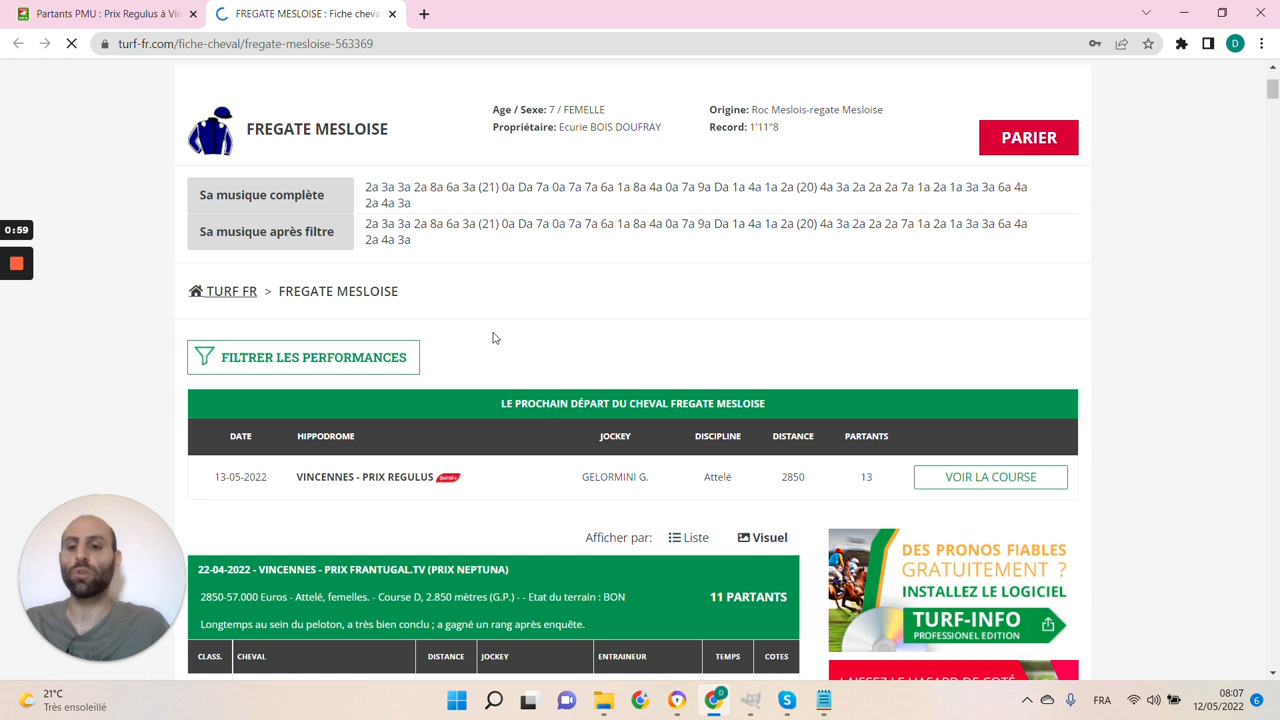 Partants PMU : Prix Regulus à Vin
FREGATE MESLOISE : Fiche cheva
turf-fr.com/fiche-cheval/fregate-mesloise-563369
D
FREGATE MESLOISE
Age / Sexe: 7 / FEMELLE
Propriétaire: Ecurie BOIS DOUFRAY
Origine: Roc Meslois-regate Mesloise
Record: 1'11"8
PARIER
Sa musique complète
2a 3a 3a 2a 8a 6a 3a (21) 0a Da 7a 0a 7a 7a 6a 1a 8a 4a 0a 7a 9a Da 1a 4a 1a 2a (20) 4a 3a 2a 2a 2a 7a 1a 2a 1a 3a 3a 6a 4a
2a 4a 3a
Sa musique après filtre
2a 3a 3a 2a 8a 6a 3a (21) 0a Da 7a 0a 7a 7a 6a 1a 8a 4a 0a 7a 9a Da 1a 4a 1a 2a (20) 4a 3a 2a 2a 2a 7a 1a 2a 1a 3a 3a 6a 4a
2a 4a 3a
0:59
TURF FR > FREGATE MESLOISE
FILTRER LES PERFORMANCES
LE PROCHAIN DÉPART DU CHEVAL FREGATE MESLOISE
DATE HIPPODROME JOCKEY DISCIPLINE DISTANCE PARTANTS
13-05-2022 VINCENNES - PRIX REGULUS GELORMINI G. Attelé 2850 13 VOIR LA COURSE
Afficher par: Liste Visuel
22-04-2022 - VINCENNES - PRIX FRANTUGAL.TV (PRIX NEPTUNA)
2850-57.000 Euros - Attelé, femelles. - Course D, 2.850 mètres (G.P.) - - Etat du terrain : BON
11 PARTANTS
Longtemps au sein du peloton, a très bien conclu ; a gagné un rang après enquête.
CLASS. CHEVAL DISTANCE JOCKEY ENTRAINEUR TEMPS COTES
DES PRONOS FIABLES
GRATUITEMENT ?
INSTALLEZ LE LOGICIEL
TURF-INFO
PROFESSIONEL EDITION
LAISSEZ LE HASARD DE COTÉ
21°C
Très ensoleillé
D
FRA
08:07
12/05/2022
6